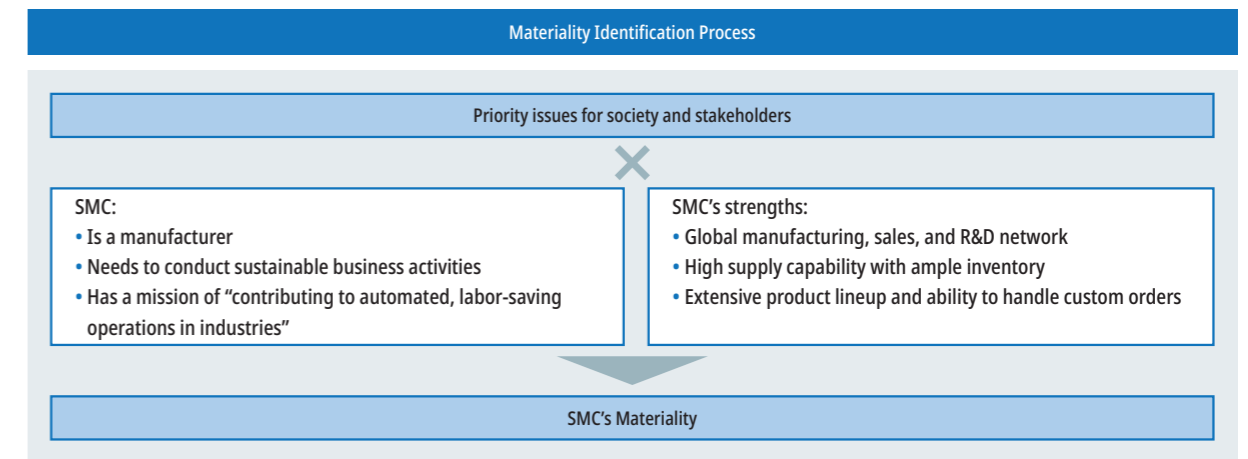 Materiality Identification Process
Priority issues for society and stakeholders
×
SMC:
• Is a manufacturer
• Needs to conduct sustainable business activities
• Has a mission of “contributing to automated, labor-saving
operations in industries”
SMC’s strengths:
• Global manufacturing, sales, and R&D network
• High supply capability with ample inventory
• Extensive product lineup and ability to handle custom orders
SMC’s Materiality